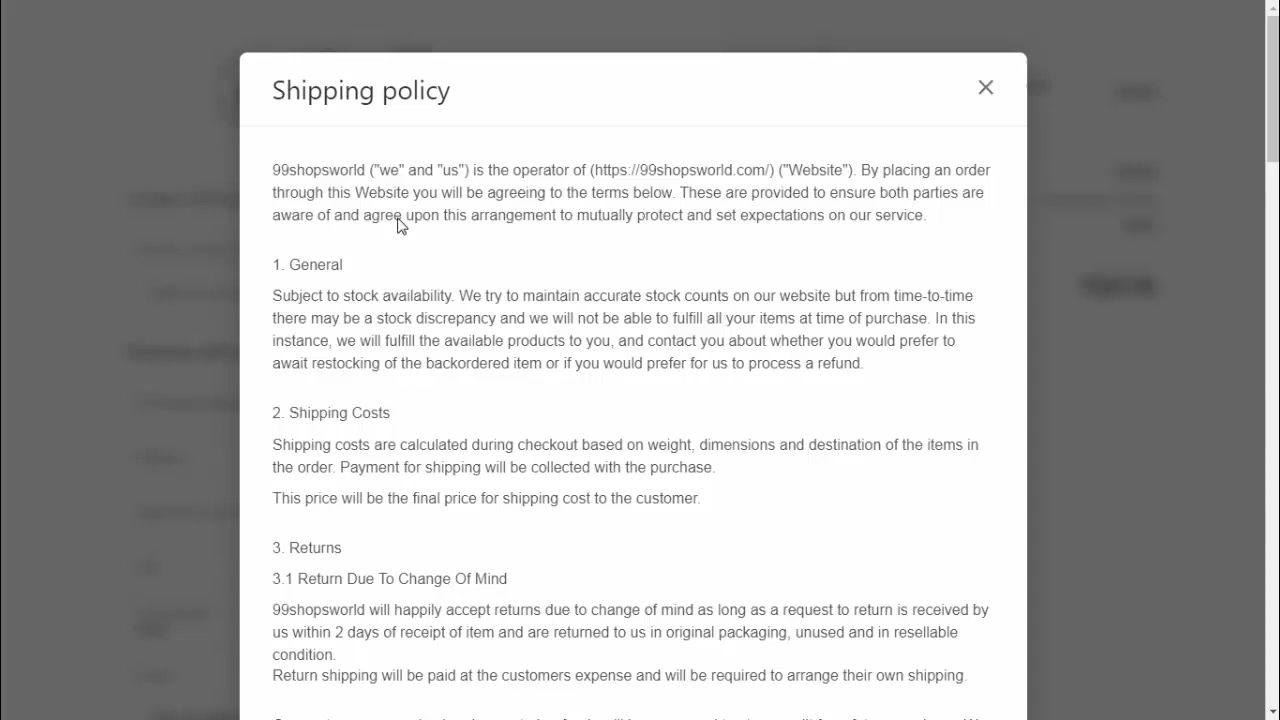 Shipping policy
99shopsworld ("we" and "us") is the operator of (https://99shopsworld.com/) ("Website"). By placing an order
through this Website you will be agreeing to the terms below. These are provided to ensure both parties are
aware of and agree upon this arrangement to mutually protect and set expectations on our service.
1. General
Subject to stock availability. We try to maintain accurate stock counts on our website but from time-to-time
there may be a stock discrepancy and we will not be able to fulfill all your items at time of purchase. In this
instance, we will fulfill the available products to you, and contact you about whether you would prefer to
await restocking of the backordered item or if you would prefer for us to process a refund.
2. Shipping Costs
Shipping costs are calculated during checkout based on weight, dimensions and destination of the items in
the order. Payment for shipping will be collected with the purchase.
This price will be the final price for shipping cost to the customer.
3. Returns
3.1 Return Due To Change Of Mind
99shopsworld will happily accept returns due to change of mind as long as a request to return is received by
us within 2 days of receipt of item and are returned to us in original packaging, unused and in resellable
condition.
Return shipping will be paid at the customers expense and will be required to arrange their own shipping.